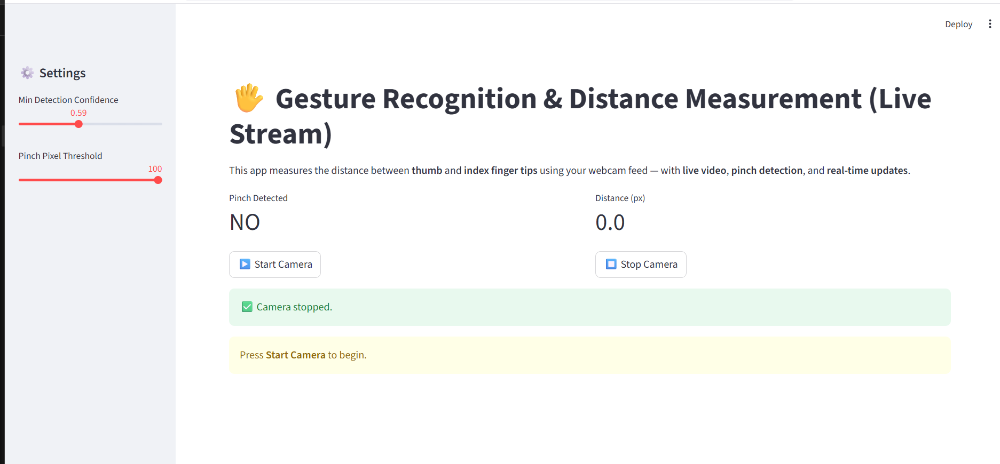 Deploy
Settings
Min Detection Confidence
0.59
Pinch Pixel Threshold
100
Gesture Recognition & Distance Measurement (Live
Stream)
This app measures the distance between thumb and index finger tips using your webcam feed — with live video, pinch detection, and real-time updates.
Pinch Detected
NO
Distance (px)
0.0
Start Camera
Stop Camera
Camera stopped.
Press Start Camera to begin.